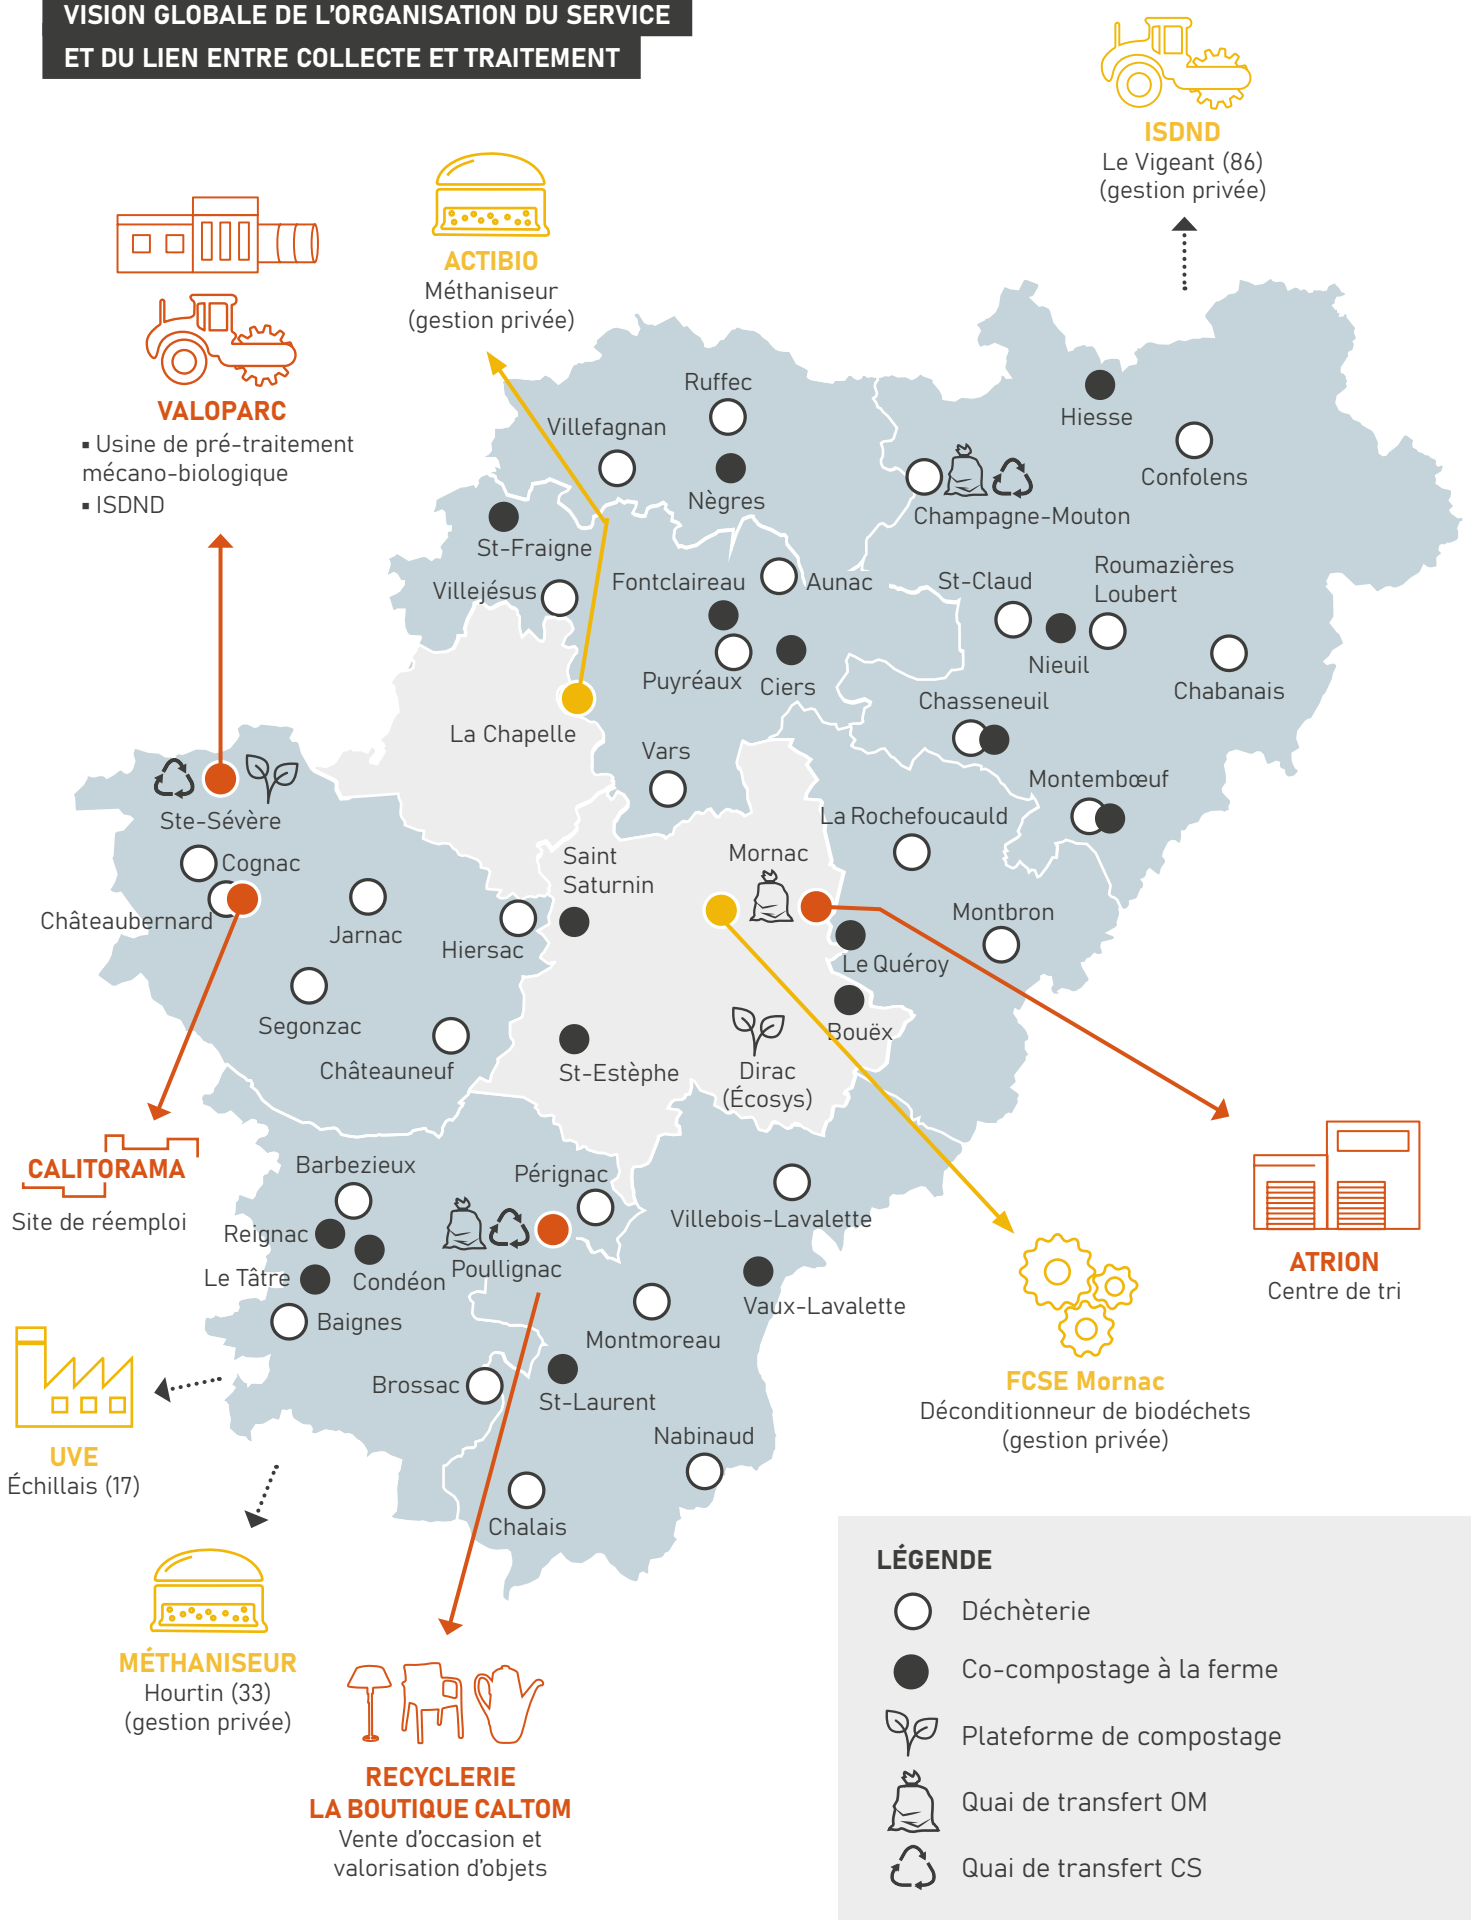 VISION GLOBALE DE L'ORGANISATION DU SERVICE
ET DU LIEN ENTRE COLLECTE ET TRAITEMENT
ISDND
Le Vigeant (86)
(gestion privée)
ACTIBIO
Méthaniseur
(gestion privée)
VALOPARC
▪ Usine de pré-traitement
mécano-biologique
▪ ISDND
Ruffec
Villefagnan
Nègres
Hiesse
Confolens
Champagne-Mouton
St-Fraigne
Villejésus
Fontclaireau
Aunac
St-Claud
Roumazières
Loubert
Puyréaux
Ciers
Nieuil
Chabanais
Chasseneuil
La Chapelle
Vars
Montembœuf
Ste-Sévère
La Rochefoucauld
Cognac
Saint
Saturnin
Mornac
Châteaubernard
Jarnac
Hiersac
Montbron
Le Quéroy
Segonzac
Bouëx
Châteauneuf
St-Estèphe
Dirac
(Écosys)
CALITORAMA
Site de réemploi
Barbezieux
Pérignac
Reignac
Villebois-Lavalette
Le Tâtre
Condéon
Poullignac
Baignes
Montmoreau
Vaux-Lavalette
ATRION
Centre de tri
Brossac
St-Laurent
FCSE Mornac
Déconditionneur de biodéchets
(gestion privée)
UVE
Échillais (17)
Nabinaud
Chalais
MÉTHANISEUR
Hourtin (33)
(gestion privée)
RECYCLERIE
LA BOUTIQUE CALTOM
Vente d'occasion et
valorisation d'objets
LÉGENDE
Déchèterie
Co-compostage à la ferme
Plateforme de compostage
Quai de transfert OM
Quai de transfert CS